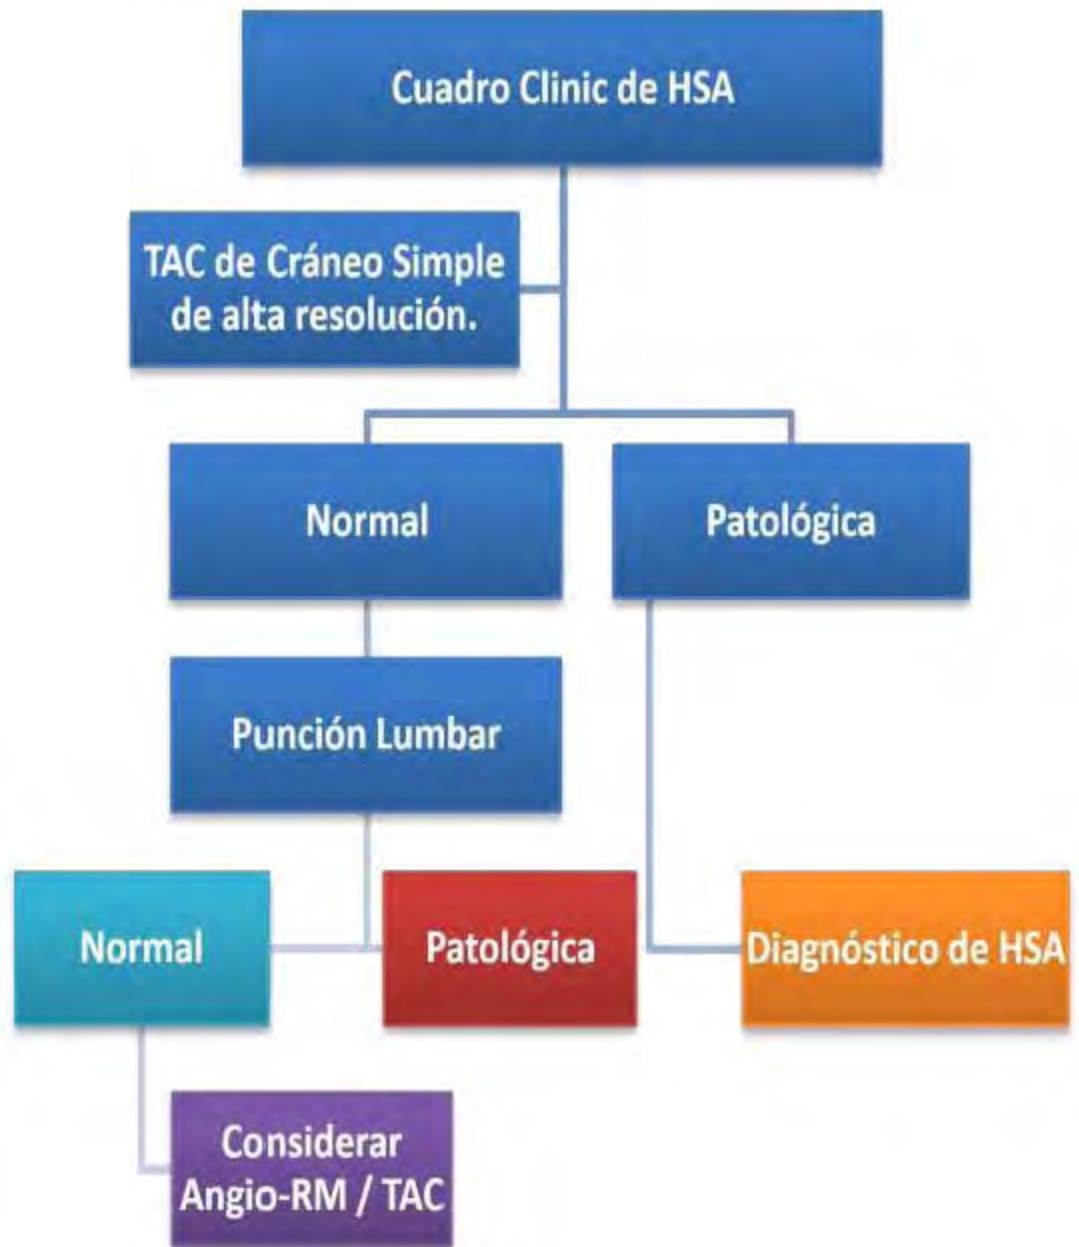 Cuadro Clinic de HSA
TAC de Cráneo Simple
de alta resolución.
Normal
Patológica
Punción Lumbar
Normal
Patológica
Diagnóstico de HSA
Considerar
Angio-RM / TAC